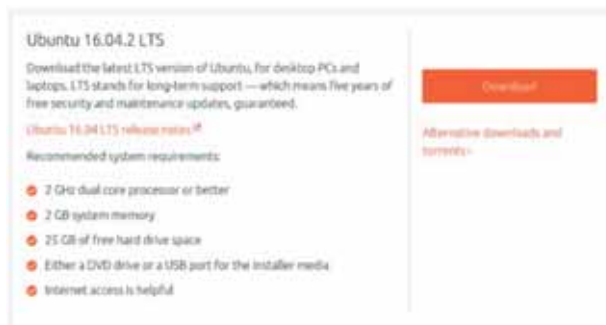 Ubuntu 16.04.2 LTS
Download the latest LTS version of Ubuntu, for desktop PCs and
laptops. LTS stands for long-term support — which means five years of
free security and maintenance updates, guaranteed.
Ubuntu 16.04 LTS release notes
Recommended system requirements:
2 GHz dual core processor or better
2 GB system memory
25 GB of free hard drive space
Either a DVD drive or a USB port for the installer media
Internet access is helpful
Download
Alternative downloads and
torrents ›